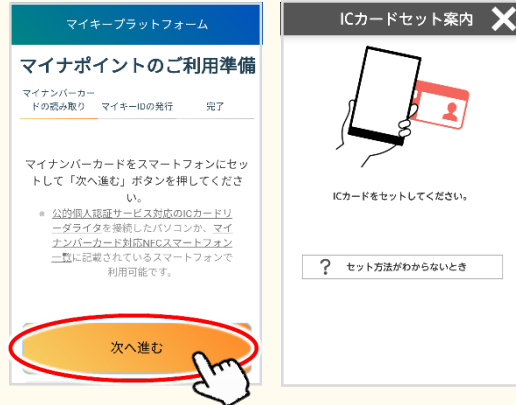 マイキープラットフォーム
マイナポイントのご利用準備
マイナンバーカー
ドの読み取り
マイキーIDの発行
完了
マイナンバーカードをスマートフォンにセッ
トして「次へ進む」ボタンを押してくださ
い。
公的個人認証サービス対応のICカードリ
ーダライタを接続したパソコンか、マイ
ナンバーカード対応NFCスマートフォン
一覧に記載されているスマートフォンで
利用可能です。
次へ進む
ICカードセット案内
ICカードをセットしてください。
? セット方法がわからないとき